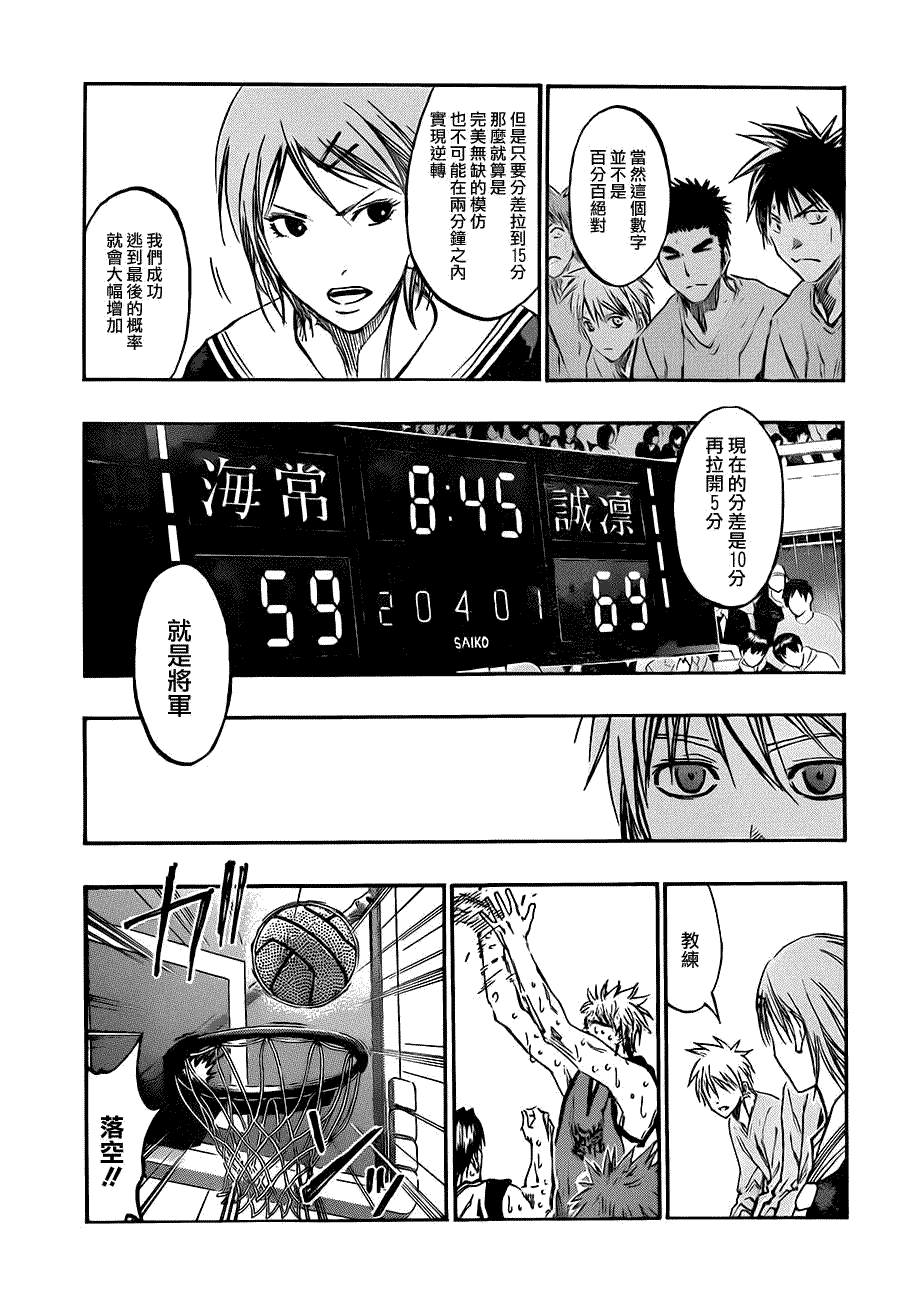 當然這個數字
並不是
百分百絕對
但是只要分差拉到15分
那麼就算是
完美無缺的模仿
也不可能在兩分鐘之內
實現逆轉
我們成功
逃到最後的概率
就會大幅增加
現在的分差是10分
再拉開5分
海常
8:45
誠凛
59
20401
69
SAIKO
就是將軍
教練
ガガッ
落空!!